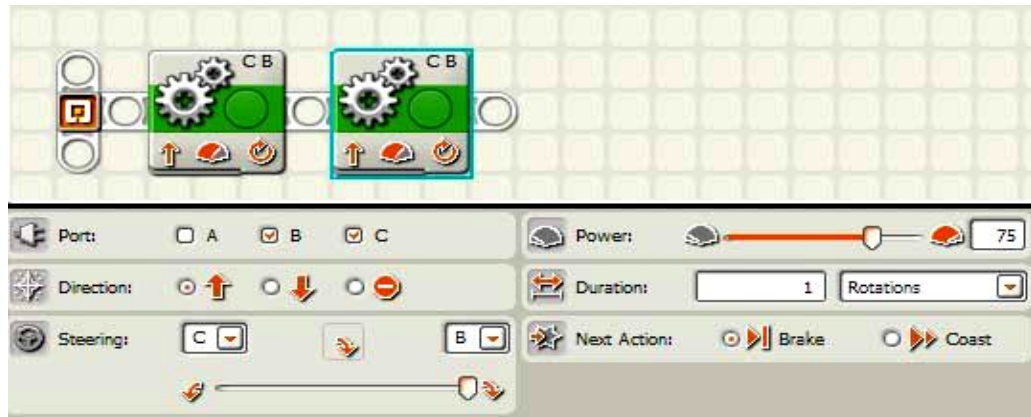 C B
C B
Port: A B C
Power: 75
Direction:
Duration: 1 Rotations
Steering: C B
Next Action: Brake Coast